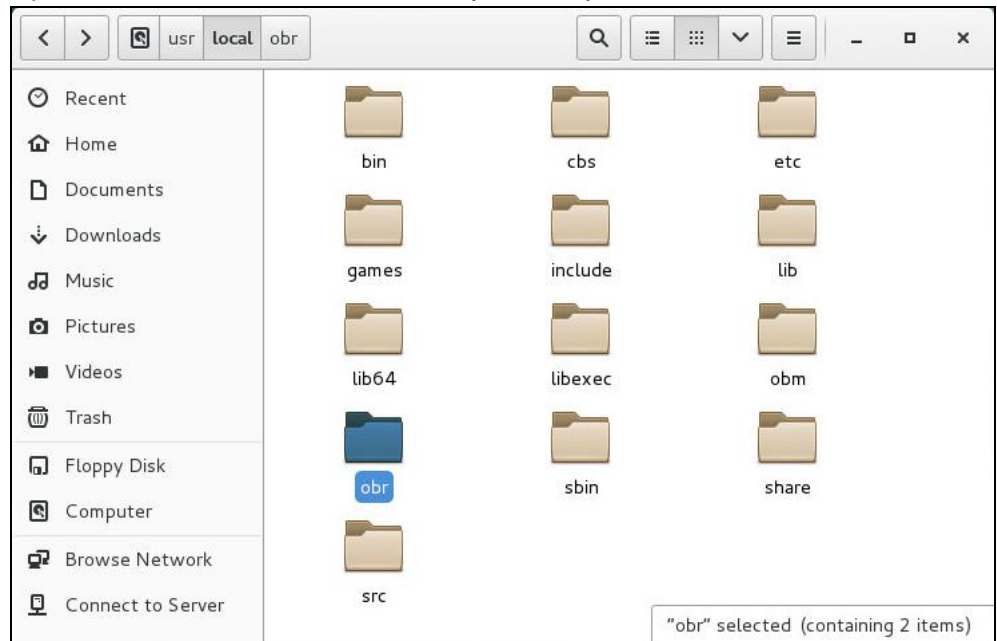 usr local obr
Recent
Home
Documents
Downloads
Music
Pictures
Videos
Trash
Floppy Disk
Computer
Browse Network
Connect to Server
bin cbs etc
games include lib
lib64 libexec obm
obr sbin share
src
"obr" selected (containing 2 items)